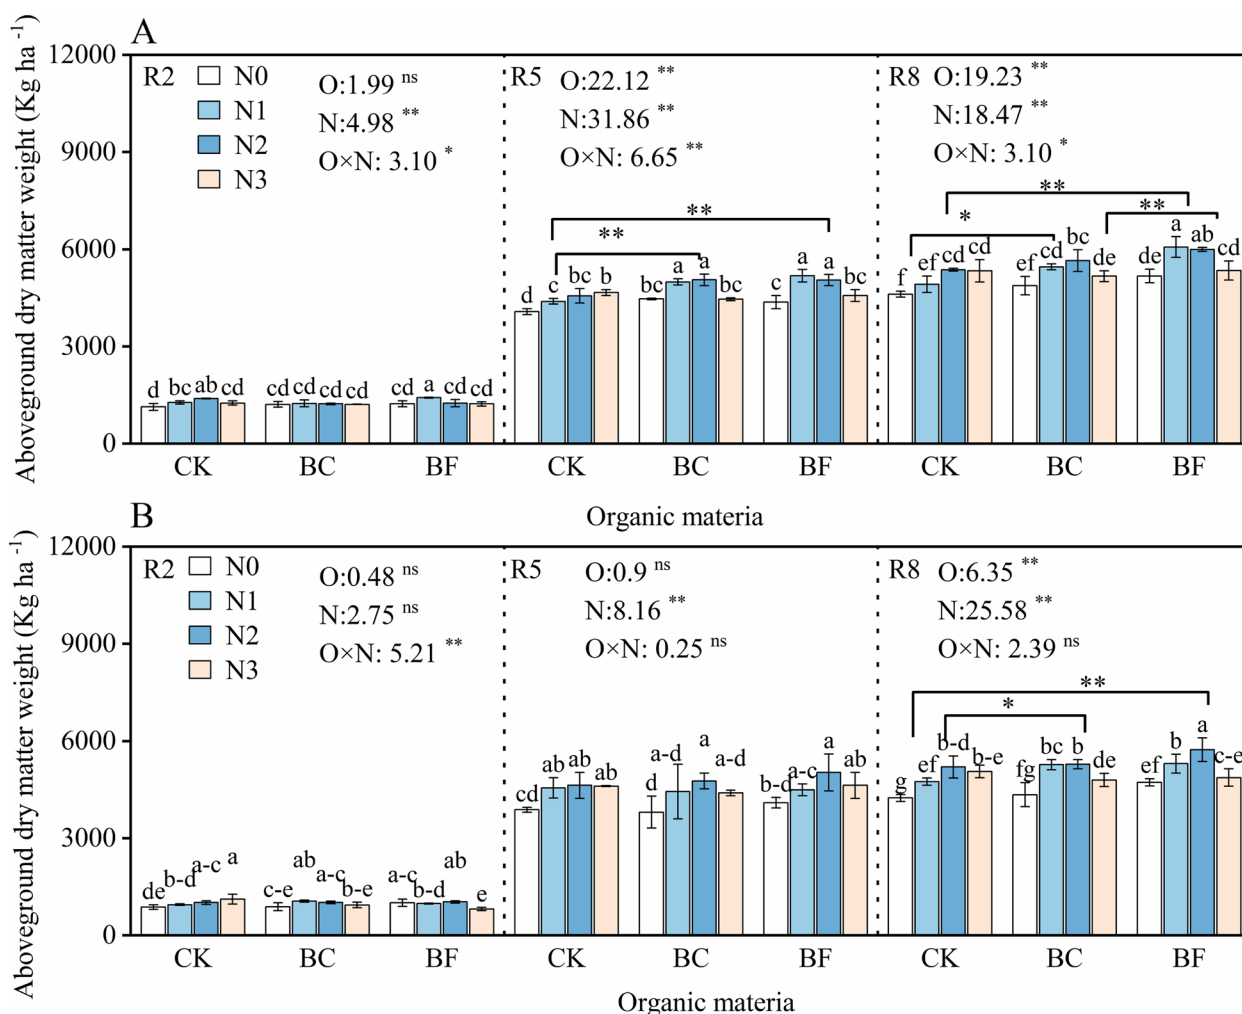 A
Aboveground dry matter weight (Kg ha -1)
12000
9000
6000
3000
0
R2
N0
N1
N2
N3
O:1.99 ns
N:4.98 **
O×N: 3.10 *
R5
O:22.12 **
N:31.86 **
O×N: 6.65 **
R8
O:19.23 **
N:18.47 **
O×N: 3.10 *
** ** * ** **
d bc ab cd cd cd cd cd cd a cd cd
d c bc b bc a a bc c a a bc
f ef cd cd ef cd bc de de a ab cd
CK BC BF CK BC BF CK BC BF
Organic materia
B
Aboveground dry matter weight (Kg ha -1)
12000
9000
6000
3000
0
R2
N0
N1
N2
N3
O:0.48 ns
N:2.75 ns
O×N: 5.21 **
R5
O:0.9 ns
N:8.16 **
O×N: 0.25 ns
R8
O:6.35 **
N:25.58 **
O×N: 2.39 ns
** *
de b-d a-c a c-e ab a-c b-e a-c b-d ab e
cd ab ab ab d a-d a a-d b-d a-c a ab
g ef b-d b-e fg bc b de ef b a c-e
CK BC BF CK BC BF CK BC BF
Organic materia